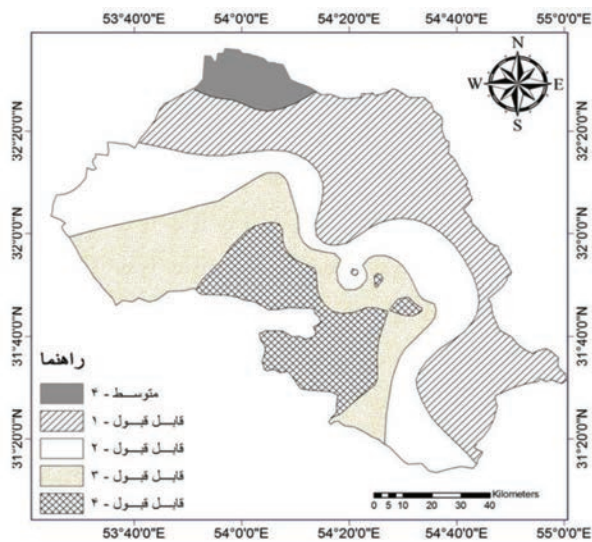 53°40'0"E 54°0'0"E 54°20'0"E 54°40'0"E 55°0'0"E
N
W E
S
32°20'0"N 32°20'0"N
32°0'0"N 32°0'0"N
31°40'0"N 31°40'0"N
31°20'0"N 31°20'0"N
راهنما
متوسط - ۴
قابل قبول - ۱
قابل قبول - ۲
قابل قبول - ۳
قابل قبول - ۴
Kilometers
0 5 10 20 30 40
53°40'0"E 54°0'0"E 54°20'0"E 54°40'0"E 55°0'0"E